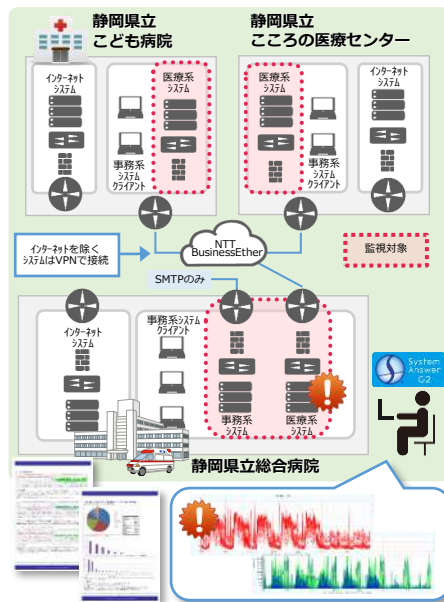 静岡県立
こども病院
静岡県立
こころの医療センター
インターネット
システム
医療系
システム
事務系
システム
クライアント
医療系
システム
事務系
システム
クライアント
インターネット
システム
インターネットを除く
システムはVPNで接続
NTT
BusinessEther
監視対象
SMTPのみ
インターネット
システム
事務系システム
クライアント
事務系
システム
医療系
システム
System
Answer
G2
静岡県立総合病院